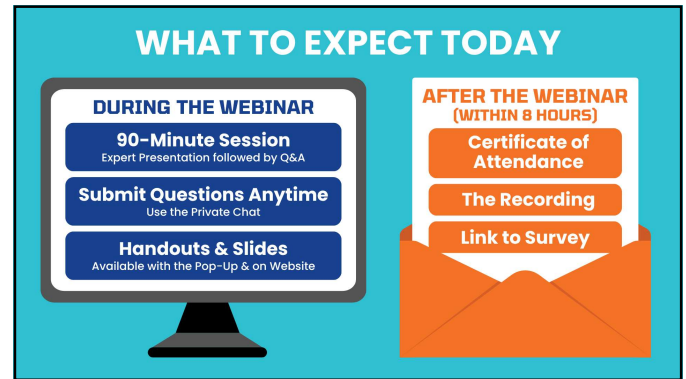 WHAT TO EXPECT TODAY
DURING THE WEBINAR
90-Minute Session
Expert Presentation followed by Q&A
Submit Questions Anytime
Use the Private Chat
Handouts & Slides
Available with the Pop-Up & on Website
AFTER THE WEBINAR
(WITHIN 8 HOURS)
Certificate of
Attendance
The Recording
Link to Survey